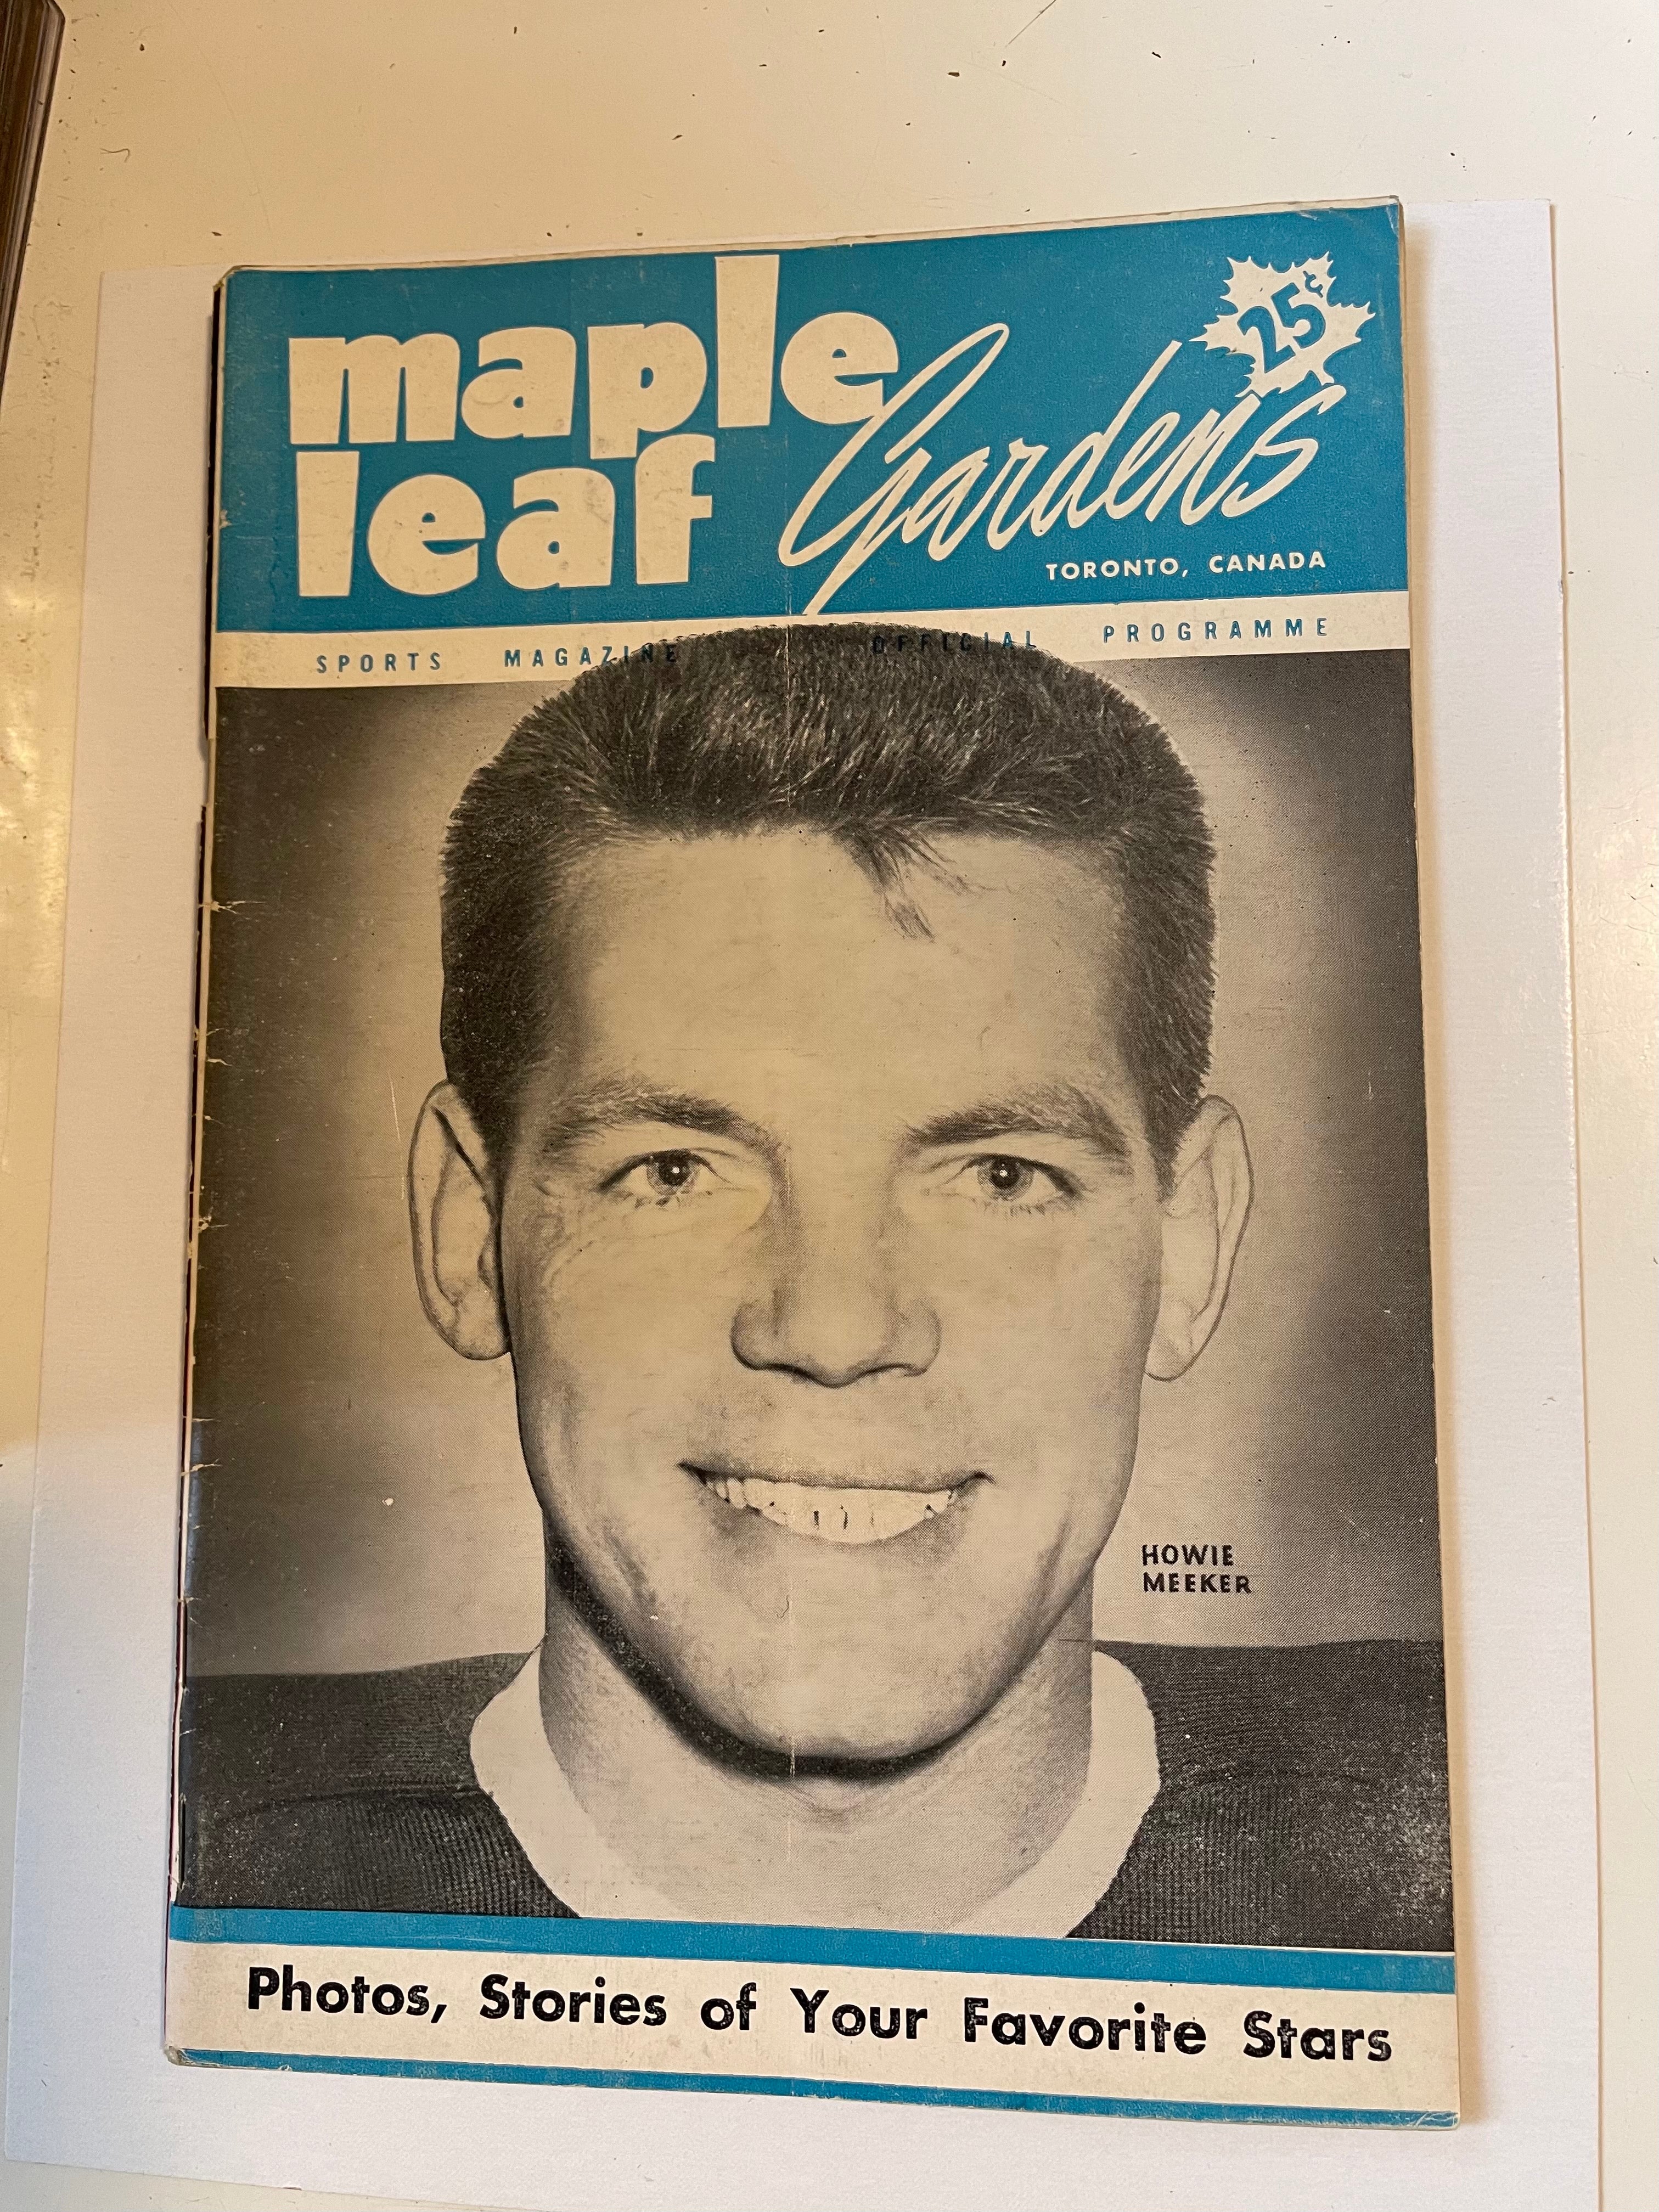 maple
leaf Gardens
25¢
TORONTO, CANADA
SPORTS MAGAZINE OFFICIAL PROGRAMME
HOWIE
MEEKER
Photos, Stories of Your Favorite Stars